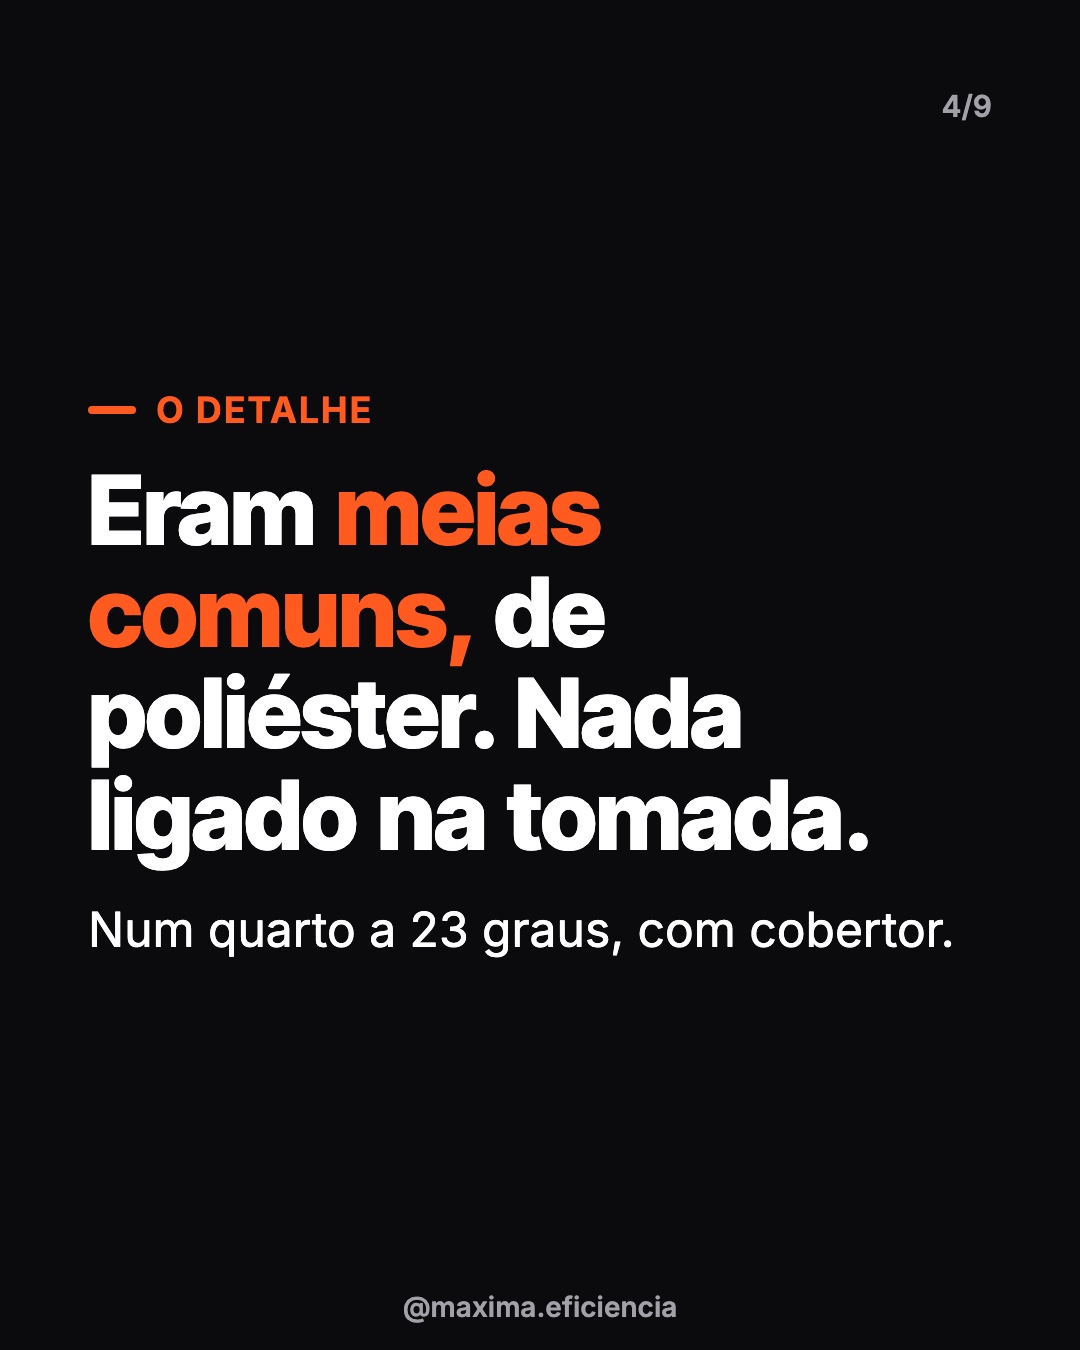 4/9
O DETALHE
Eram meias
comuns, de
poliéster. Nada
ligado na tomada.
Num quarto a 23 graus, com cobertor.
@maxima.eficiencia